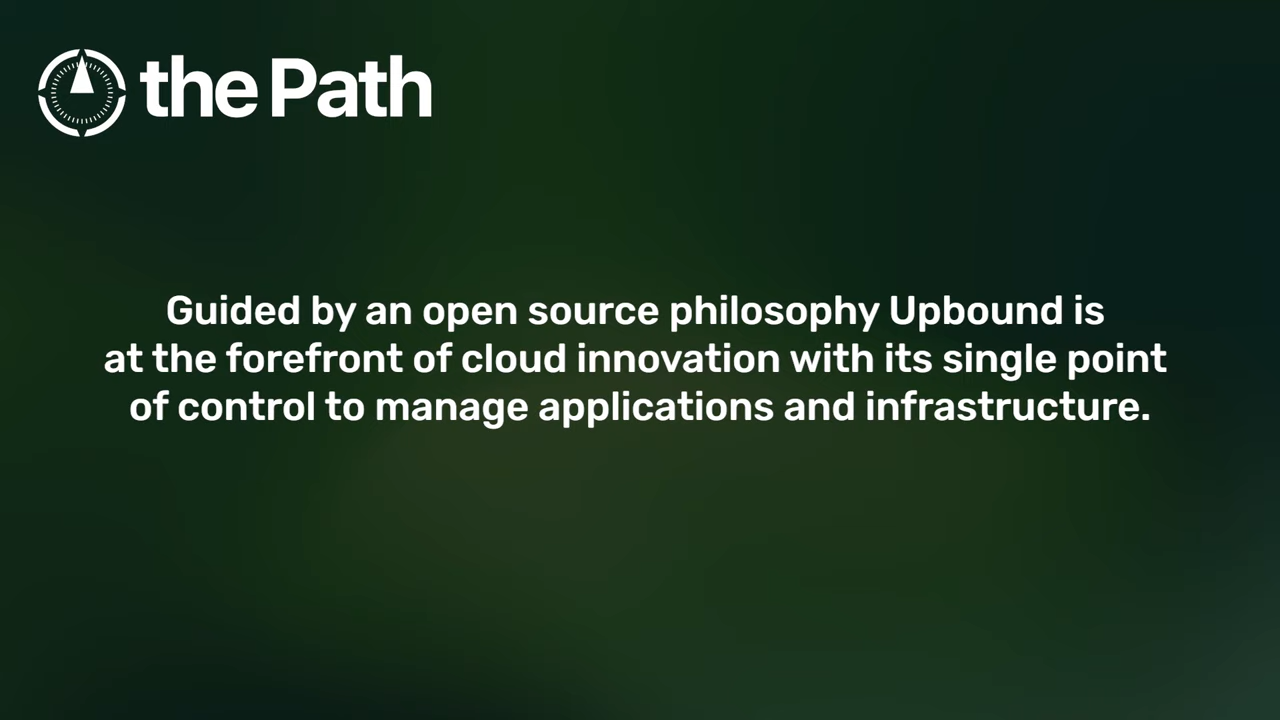 the Path
Guided by an open source philosophy Upbound is
at the forefront of cloud innovation with its single point
of control to manage applications and infrastructure.